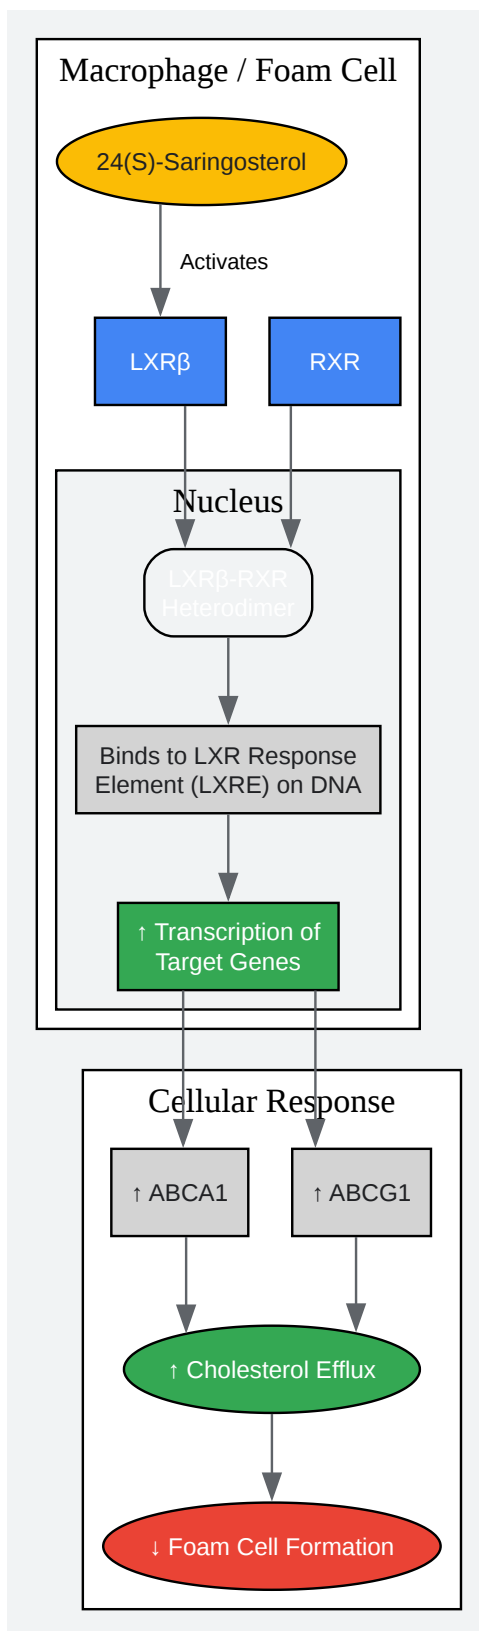 Macrophage / Foam Cell
24(S)-Saringosterol
Activates
LXRβ
RXR
Nucleus
LXRβ-RXR
Heterodimer
Binds to LXR Response
Element (LXRE) on DNA
↑ Transcription of
Target Genes
Cellular Response
↑ ABCA1
↑ ABCG1
↑ Cholesterol Efflux
↓ Foam Cell Formation